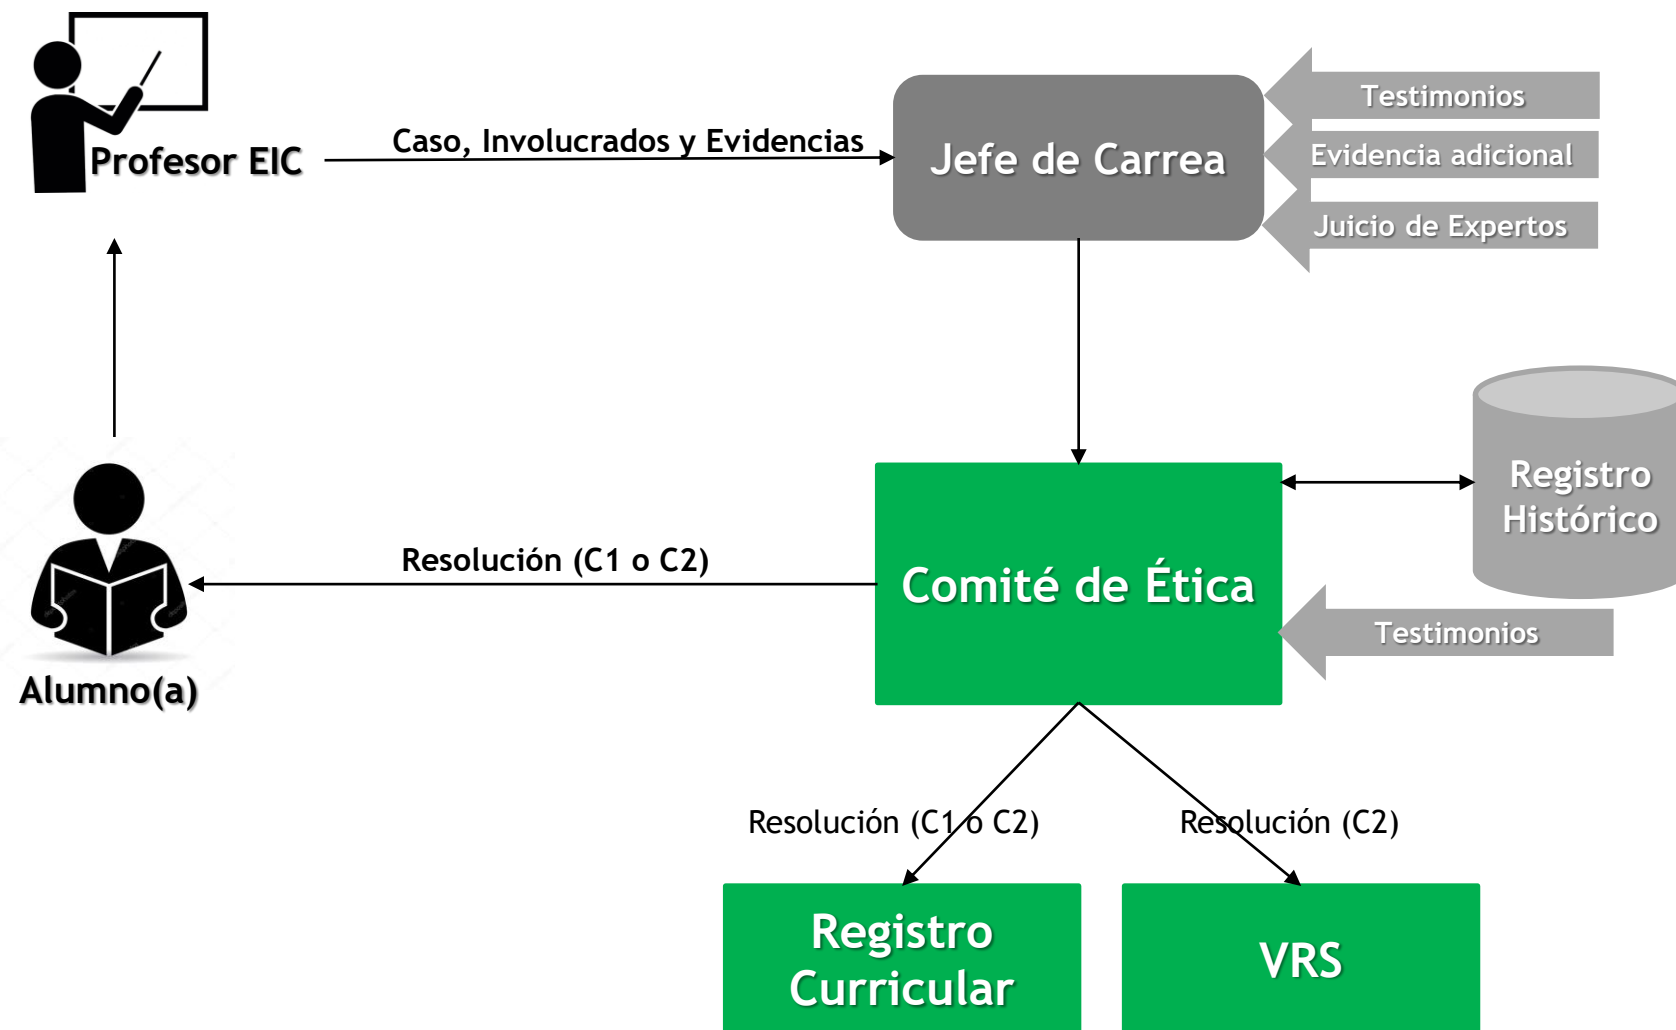 Profesor EIC
Caso, Involucrados y Evidencias
Jefe de Carrea
Testimonios
Evidencia adicional
Juicio de Expertos
Registro
Histórico
Resolución (C1 o C2)
Comité de Ética
Testimonios
Alumno(a)
Resolución (C1 o C2)
Resolución (C2)
Registro
Curricular
VRS